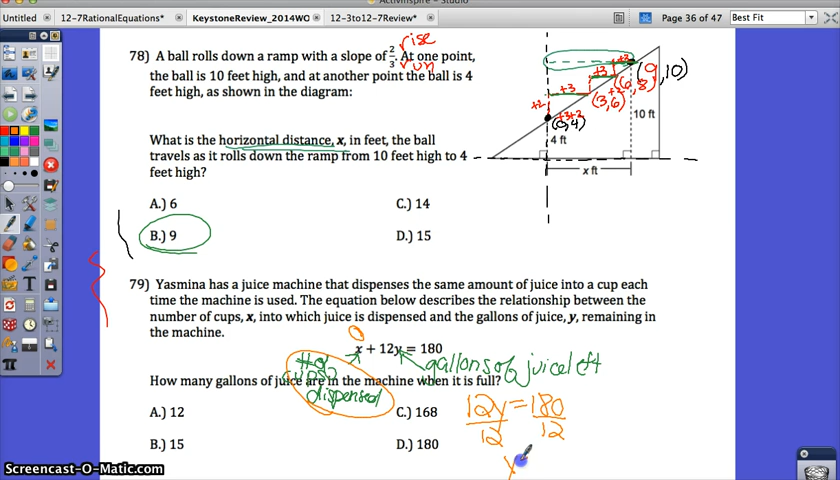 Untitled
12-7RationalEquations*
KeystoneReview_2014WO
12-3to12-7Review*
Page 36 of 47
Best Fit
78) A ball rolls down a ramp with a slope of 2/3. At one point,
the ball is 10 feet high, and at another point the ball is 4
feet high, as shown in the diagram:
rise
run
What is the horizontal distance, x, in feet, the ball
travels as it rolls down the ramp from 10 feet high to 4
feet high?
A.) 6
C.) 14
B.) 9
D.) 15
(9, 10)
+3
+2
(6, 8)
+3
+2
(3, 6)
+3
+2
(0, 4)
10 ft
4 ft
x ft
79) Yasmina has a juice machine that dispenses the same amount of juice into a cup each
time the machine is used. The equation below describes the relationship between the
number of cups, x, into which juice is dispensed and the gallons of juice, y, remaining in
the machine.
0
x + 12y = 180
# of cups dispensed
gallons of juice left
How many gallons of juice are in the machine when it is full?
A.) 12
C.) 168
B.) 15
D.) 180
12y = 180
12 12
y
Screencast-O-Matic.com